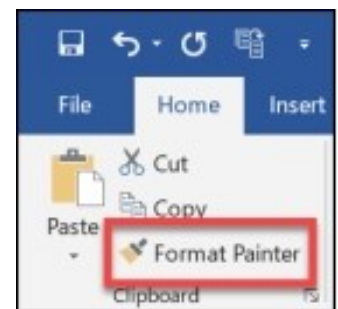 File Home Insert
Cut
Copy
Paste
Format Painter
Clipboard